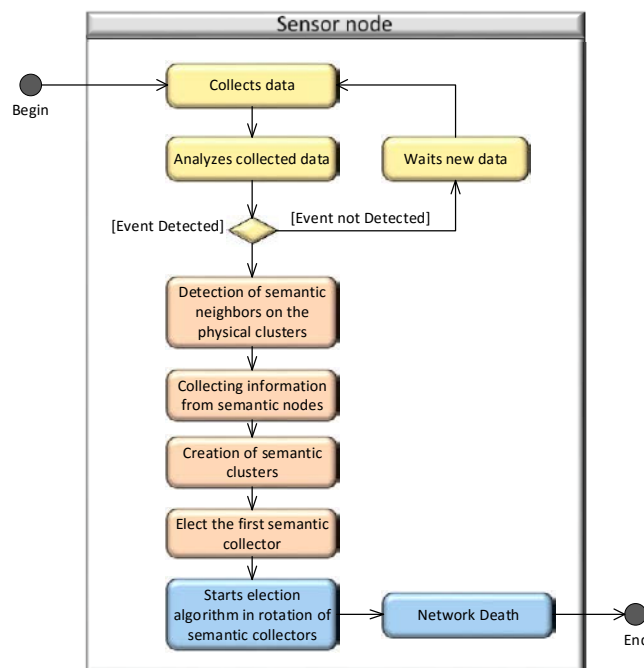 Sensor node
Collects data
Begin
Analyzes collected data
Waits new data
[Event Detected]
[Event not Detected]
Detection of semantic
neighbors on the
physical clusters
Collecting information
from semantic nodes
Creation of semantic
clusters
Elect the first semantic
collector
Starts election
algorithm in rotation of
semantic collectors
Network Death
End